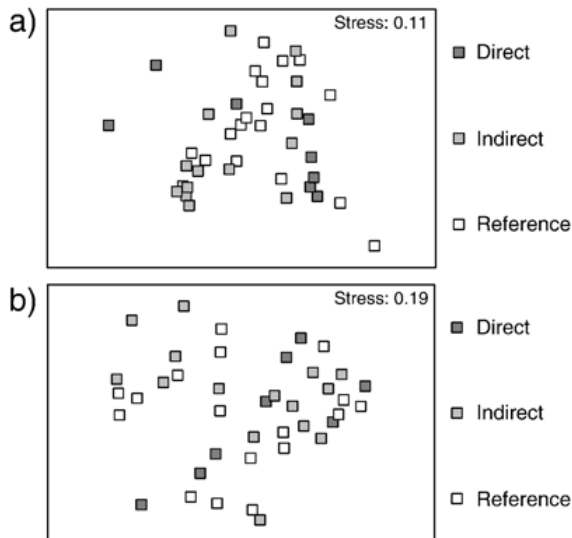 a)
Stress: 0.11
Direct
Indirect
Reference
b)
Stress: 0.19
Direct
Indirect
Reference